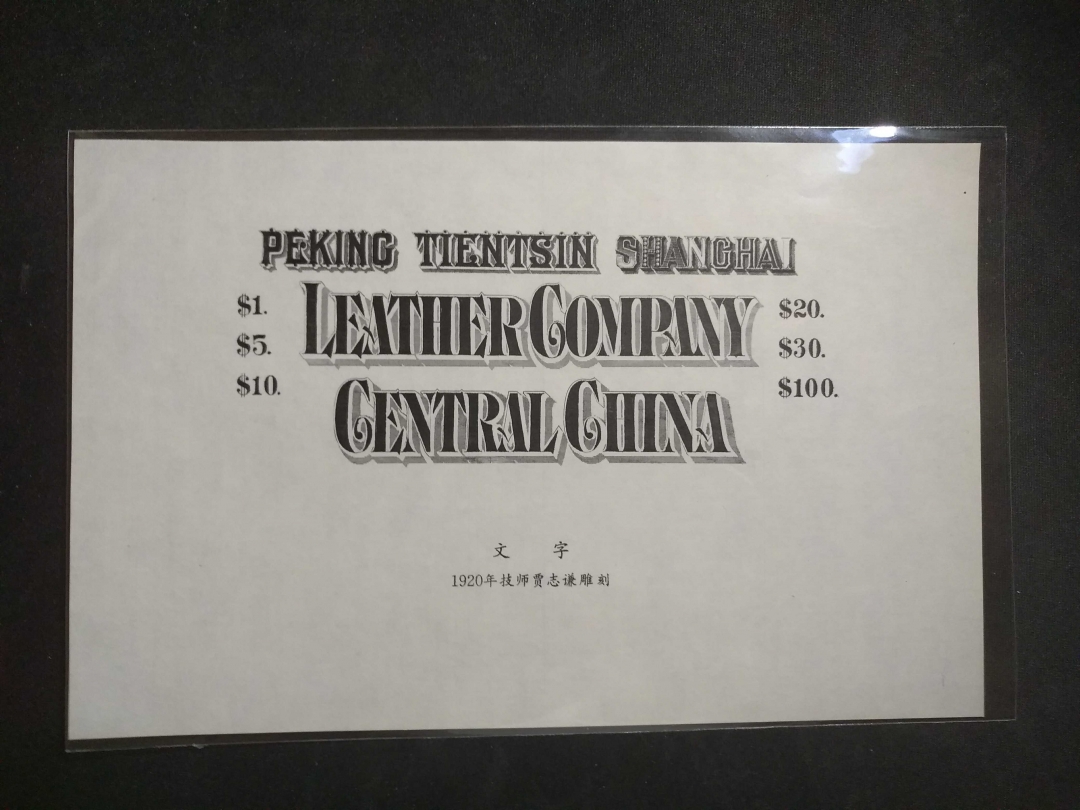 PEKING TIENTSIN SHANGHAI
$1.
$5.
$10.
LEATHER COMPANY
CENTRAL CHINA
$20.
$30.
$100.
文 字
1920年技师贾志谦雕刻